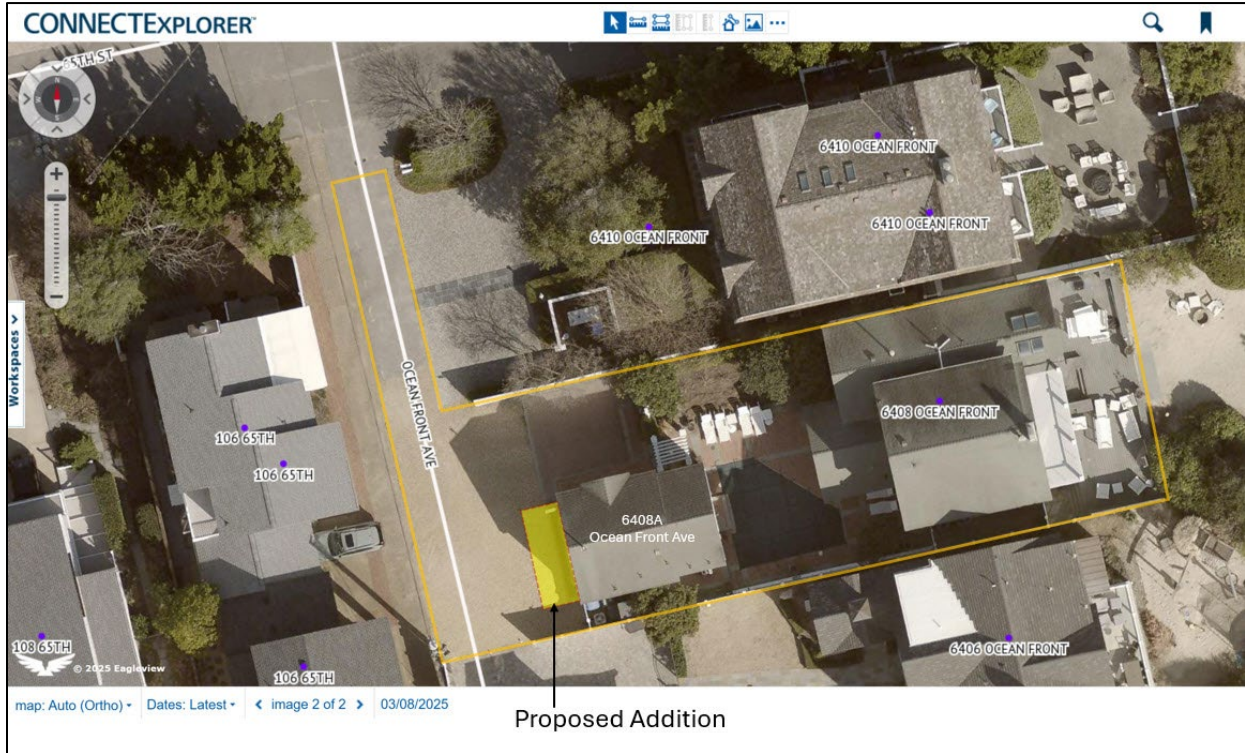 CONNECTEXPLORER™
65TH ST
N
6410 OCEAN FRONT
6410 OCEAN FRONT
6410 OCEAN FRONT
Workspaces
OCEAN FRONT AVE
6408 OCEAN FRONT
106 65TH
106 65TH
6408A
Ocean Front Ave
108 65TH
6406 OCEAN FRONT
© 2025 Eagleview
106 65TH
map: Auto (Ortho)
Dates: Latest
image 2 of 2
03/08/2025
Proposed Addition